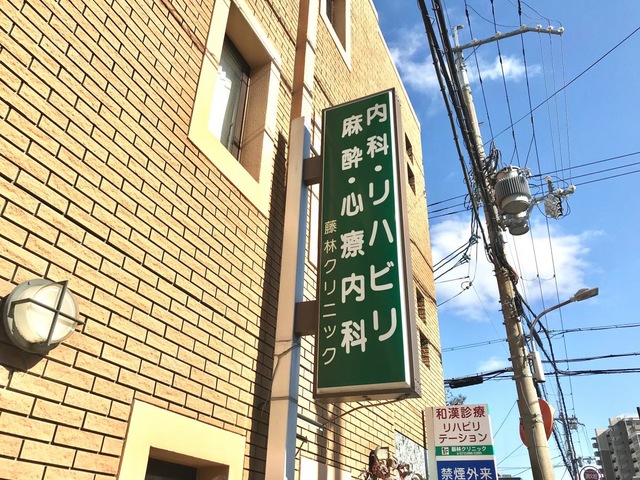 内科・リハビリ
麻酔・心療内科
藤林クリニック
和漢診療
リハビリ
テーション
藤林クリニック
禁煙外来